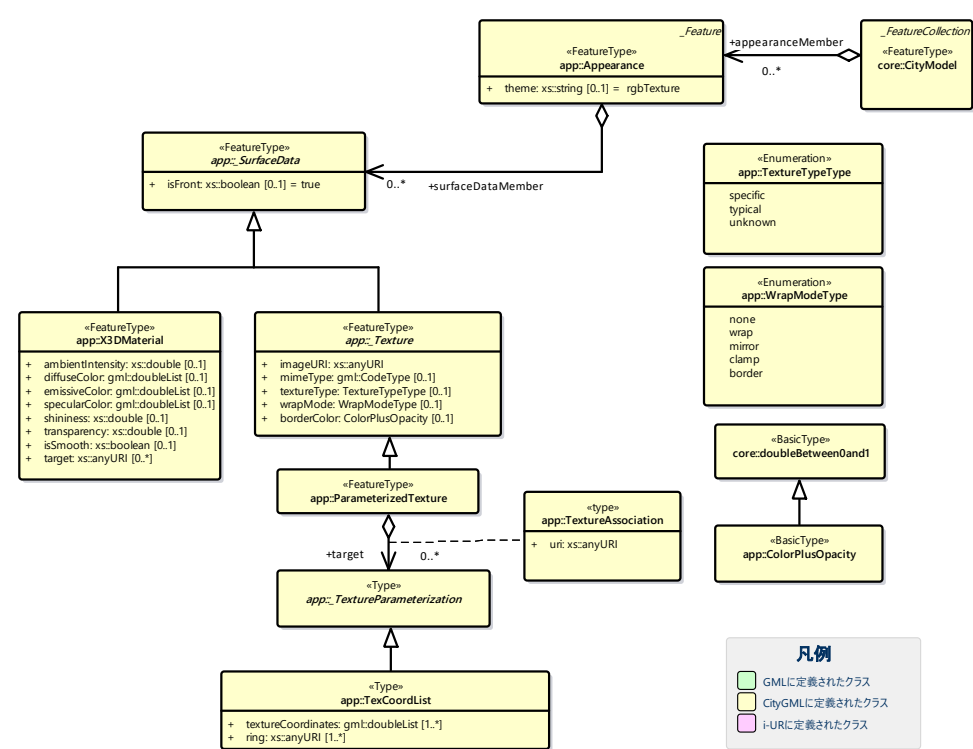 _Feature
«FeatureType»
app::Appearance
+ theme: xs::string [0..1] = rgbTexture
+appearanceMember
0..*
_FeatureCollection
«FeatureType»
core::CityModel
«FeatureType»
app::_SurfaceData
+ isFront: xs::boolean [0..1] = true
0..*
+surfaceDataMember
«Enumeration»
app::TextureTypeType
specific
typical
unknown
«Enumeration»
app::WrapModeType
none
wrap
mirror
clamp
border
«FeatureType»
app::X3DMaterial
+ ambientIntensity: xs::double [0..1]
+ diffuseColor: gml::doubleList [0..1]
+ emissiveColor: gml::doubleList [0..1]
+ specularColor: gml::doubleList [0..1]
+ shininess: xs::double [0..1]
+ transparency: xs::double [0..1]
+ isSmooth: xs::boolean [0..1]
+ target: xs::anyURI [0..*]
«FeatureType»
app::_Texture
+ imageURI: xs::anyURI
+ mimeType: gml::CodeType [0..1]
+ textureType: TextureTypeType [0..1]
+ wrapMode: WrapModeType [0..1]
+ borderColor: ColorPlusOpacity [0..1]
«BasicType»
core::doubleBetween0and1
«FeatureType»
app::ParameterizedTexture
«type»
app::TextureAssociation
+ uri: xs::anyURI
«BasicType»
app::ColorPlusOpacity
+target
0..*
«Type»
app::_TextureParameterization
«Type»
app::TexCoordList
+ textureCoordinates: gml::doubleList [1..*]
+ ring: xs::anyURI [1..*]
凡例
GMLに定義されたクラス
CityGMLに定義されたクラス
i-URに定義されたクラス